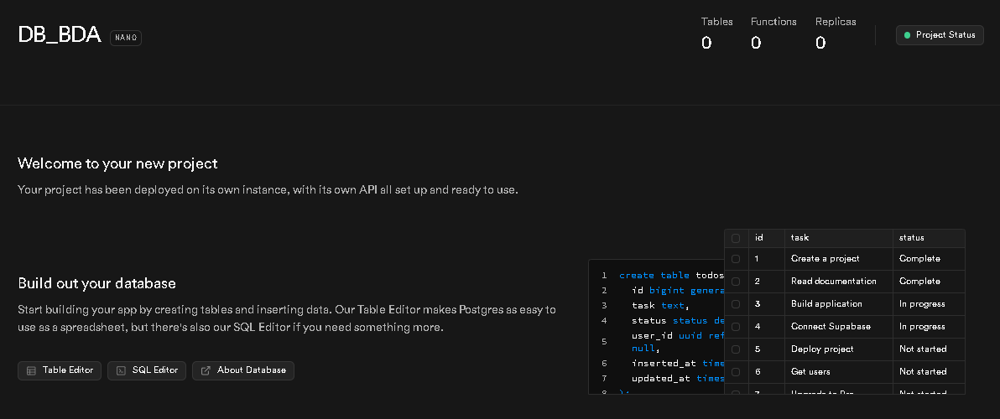 DB_BDA NANO
Tables Functions Replicas
0 0 0
Project Status
Welcome to your new project
Your project has been deployed on its own instance, with its own API all set up and ready to use.
Build out your database
Start building your app by creating tables and inserting data. Our Table Editor makes Postgres as easy to
use as a spreadsheet, but there's also our SQL Editor if you need something more.
Table Editor SQL Editor About Database
1 create table todos
2 id bigint genera
3 task text,
4 status status de
5 user_id uuid ref
null,
6 inserted_at time
7 updated_at times
8 );
id task status
1 Create a project Complete
2 Read documentation Complete
3 Build application In progress
4 Connect Supabase In progress
5 Deploy project Not started
6 Get users Not started
7 Upgrade to Pro Not started